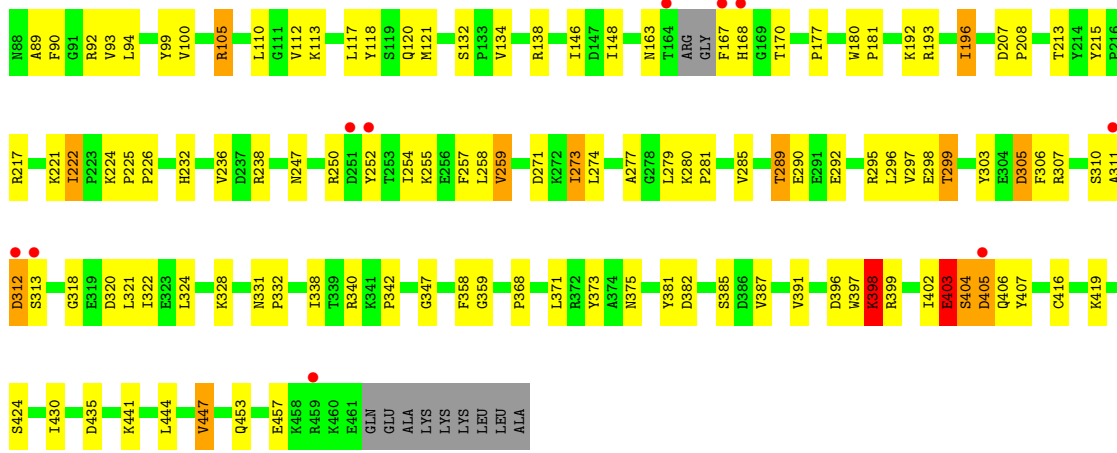 N88 A89 F90 G91 R92 V93 L94 Y99 V100 R105 L110 G111 V112 K113 L117 Y118 S119 Q120 M121 S132 P133 V134 R138 I146 D147 I148 N163 T164 ARG GLY F167 H168 G169 T170 P177 W180 P181 K192 R193 I196 D207 P208 T213 Y214 Y215 P216
R217 K221 I222 P223 K224 P225 P226 H232 V236 D237 R238 N247 R250 D251 Y252 T253 I254 K255 E256 F257 L258 V259 D271 K272 I273 L274 A277 G278 L279 K280 P281 V285 T289 E290 E291 E292 R295 L296 V297 E298 T299 Y303 E304 D305 F306 R307 S310 A311
D312 S313 G318 E319 D320 L321 I322 E323 L324 K328 N331 P332 I338 T339 R340 K341 P342 G347 F358 G359 P368 L371 R372 Y373 A374 N375 Y381 D382 S385 D386 V387 V391 D396 W397 K398 R399 I402 E403 S404 D405 Q406 Y407 C416 K419
S424 I430 D435 K441 L444 V447 Q453 E457 K458 R459 K460 E461 GLN GLU ALA LYS LYS LYS LEU LEU ALA